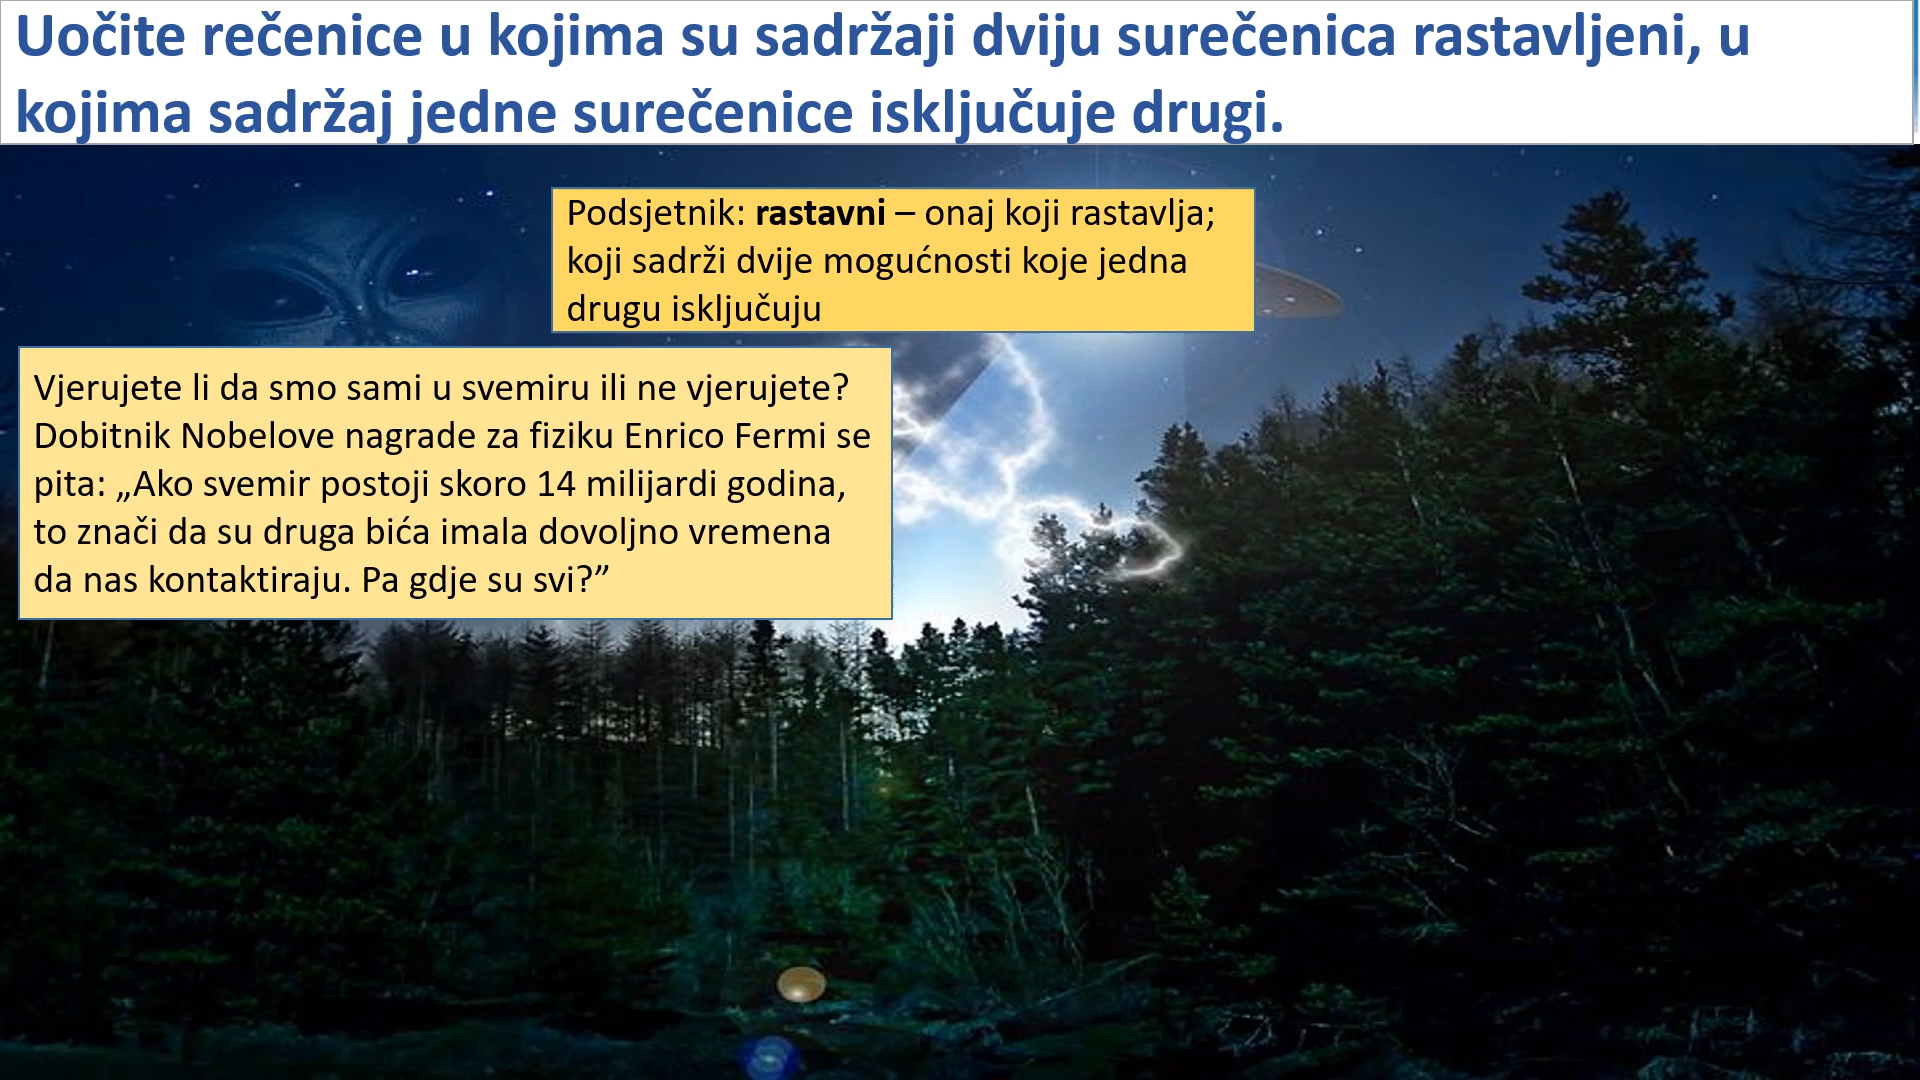 Uočite rečenice u kojima su sadržaji dviju surečenica rastavljeni, u
kojima sadržaj jedne surečenice isključuje drugi.
Podsjetnik: rastavni – onaj koji rastavlja;
koji sadrži dvije mogućnosti koje jedna
drugu isključuju
Vjerujete li da smo sami u svemiru ili ne vjerujete?
Dobitnik Nobelove nagrade za fiziku Enrico Fermi se
pita: „Ako svemir postoji skoro 14 milijardi godina,
to znači da su druga bića imala dovoljno vremena
da nas kontaktiraju. Pa gdje su svi?”